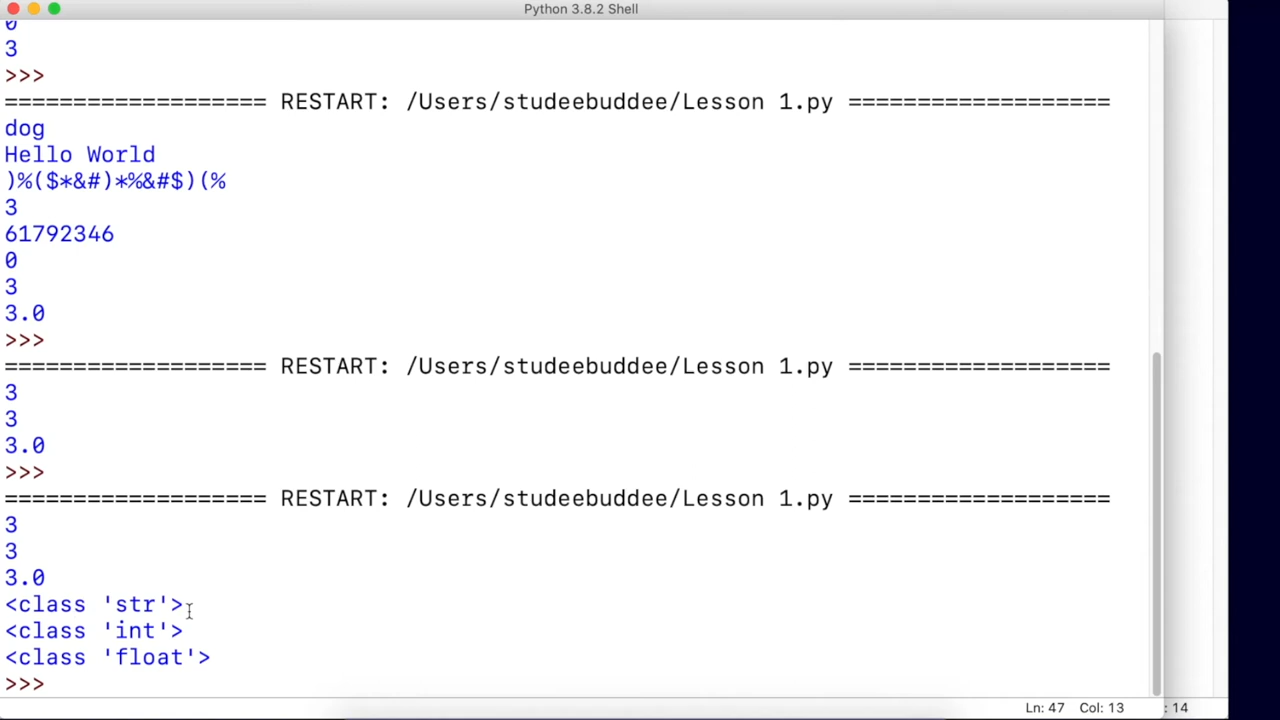 Python 3.8.2 Shell
0
3
>>>
=================== RESTART: /Users/studeebuddee/Lesson 1.py ===================
dog
Hello World
)%($*&#)*%&#$)(%
3
61792346
0
3
3.0
>>>
=================== RESTART: /Users/studeebuddee/Lesson 1.py ===================
3
3
3.0
>>>
=================== RESTART: /Users/studeebuddee/Lesson 1.py ===================
3
3
3.0
<class 'str'>
<class 'int'>
<class 'float'>
>>>
Ln: 47 Col: 13 : 14